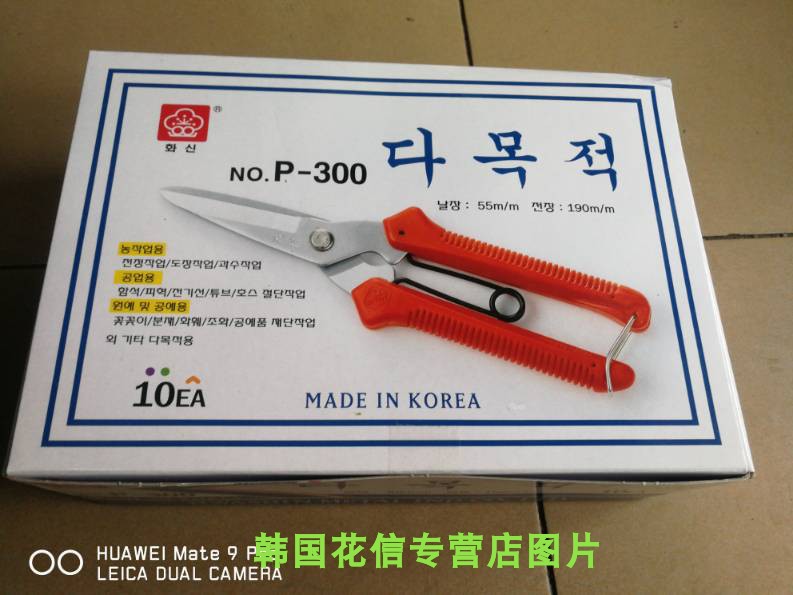 ®
화신
NO. P-300 다목적
날장 : 55m/m 전장 : 190m/m
농작업용
전정작업/도장작업/과수작업
공업용
함석/피혁/전기선/튜브/호스 절단작업
원예 및 공예용
꽃꽂이/분재/화훼/조화/공예품 재단작업
외 기타 다목적용
10EA
MADE IN KOREA
HUAWEI Mate 9 P
LEICA DUAL CAMERA
韩国花信专营店图片